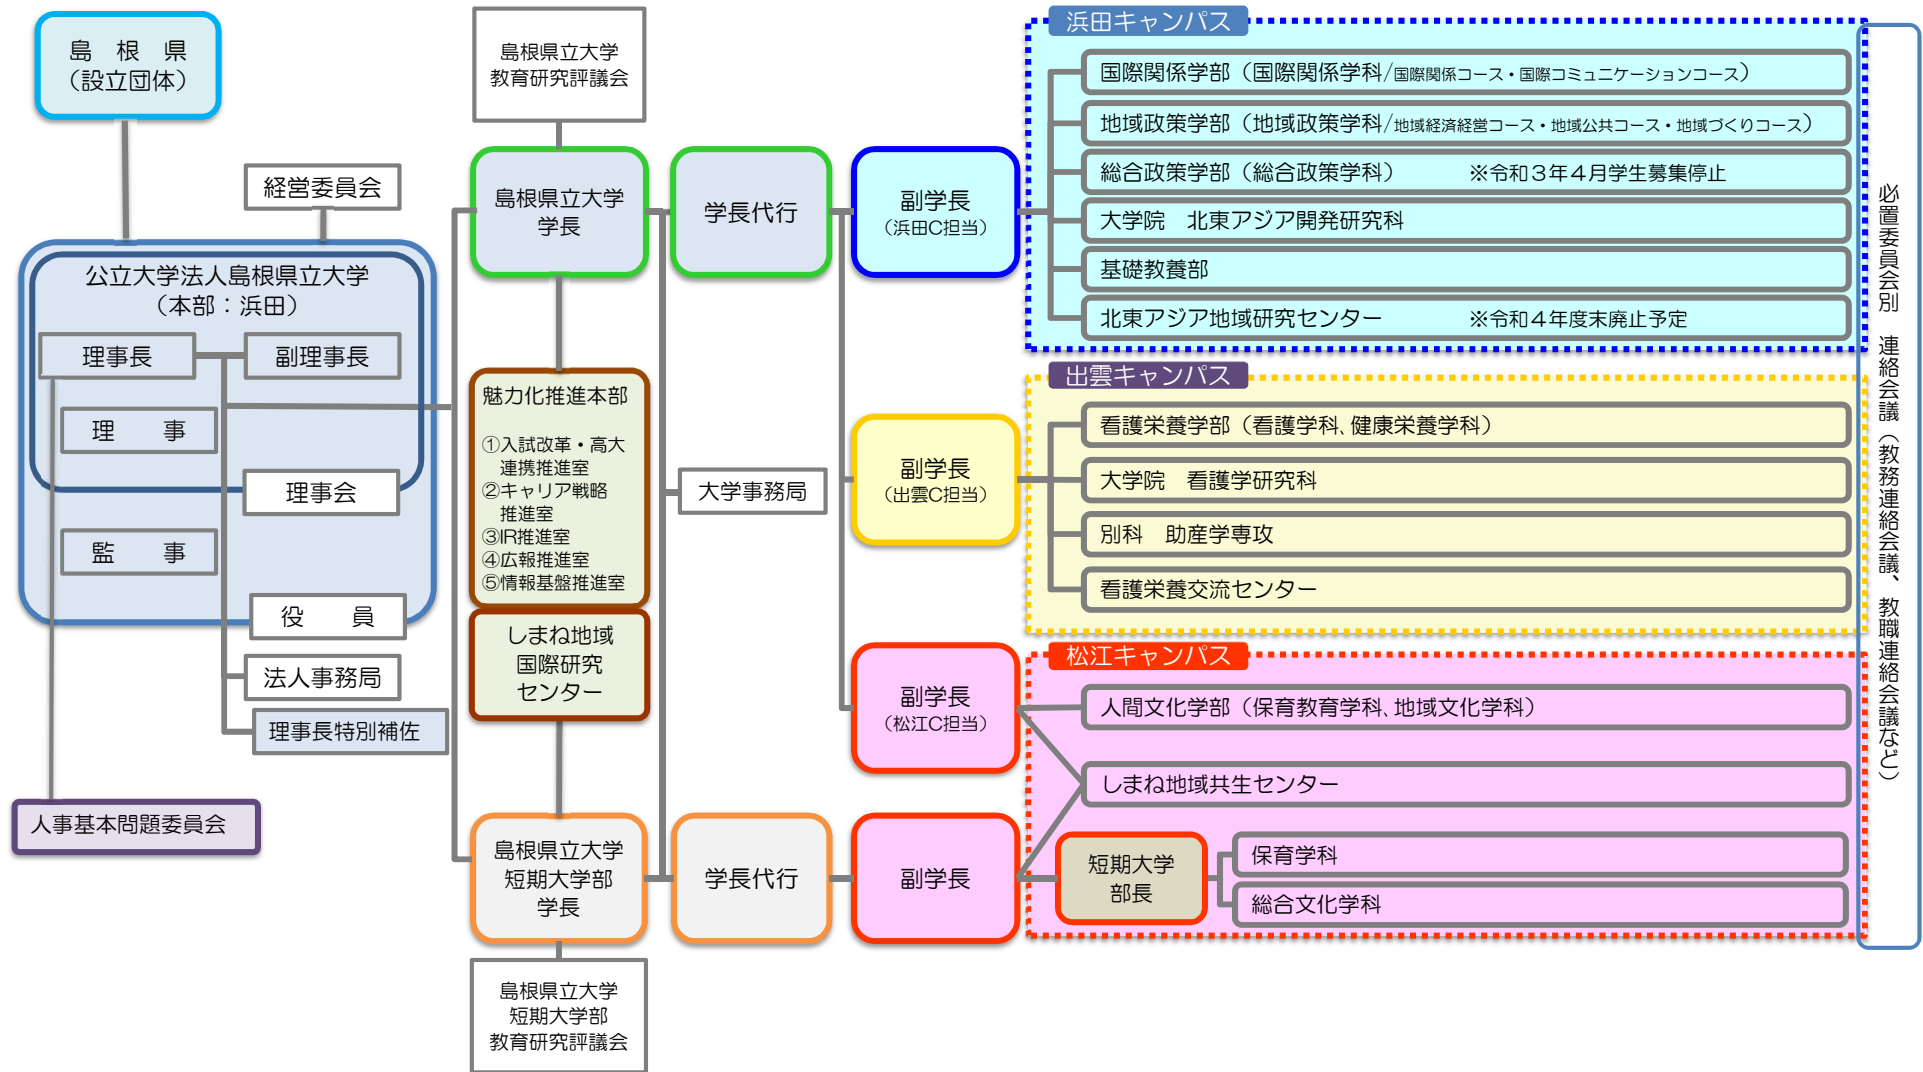 島　根　県
（設立団体）
経営委員会
公立大学法人島根県立大学
（本部：浜田）
理事長
副理事長
理　　事
理事会
監　　事
役　　員
法人事務局
理事長特別補佐
人事基本問題委員会
島根県立大学
教育研究評議会
島根県立大学
学長
魅力化推進本部
①入試改革・高大
連携推進室
②キャリア戦略
推進室
③IR推進室
④広報推進室
⑤情報基盤推進室
しまね地域
国際研究
センター
島根県立大学
短期大学部
学長
島根県立大学
短期大学部
教育研究評議会
学長代行
大学事務局
学長代行
副学長
（浜田C担当）
副学長
（出雲C担当）
副学長
（松江C担当）
副学長
浜田キャンパス
国際関係学部（国際関係学科/国際関係コース・国際コミュニケーションコース）
地域政策学部（地域政策学科/地域経済経営コース・地域公共コース・地域づくりコース）
総合政策学部（総合政策学科）　　　※令和３年４月学生募集停止
大学院　北東アジア開発研究科
基礎教養部
北東アジア地域研究センター　　　※令和４年度末廃止予定
出雲キャンパス
看護栄養学部（看護学科、健康栄養学科）
大学院　看護学研究科
別科　助産学専攻
看護栄養交流センター
松江キャンパス
人間文化学部（保育教育学科、地域文化学科）
しまね地域共生センター
短期大学
部長
保育学科
総合文化学科
必置委員会別　連絡会議（教務連絡会議、教職連絡会議など）